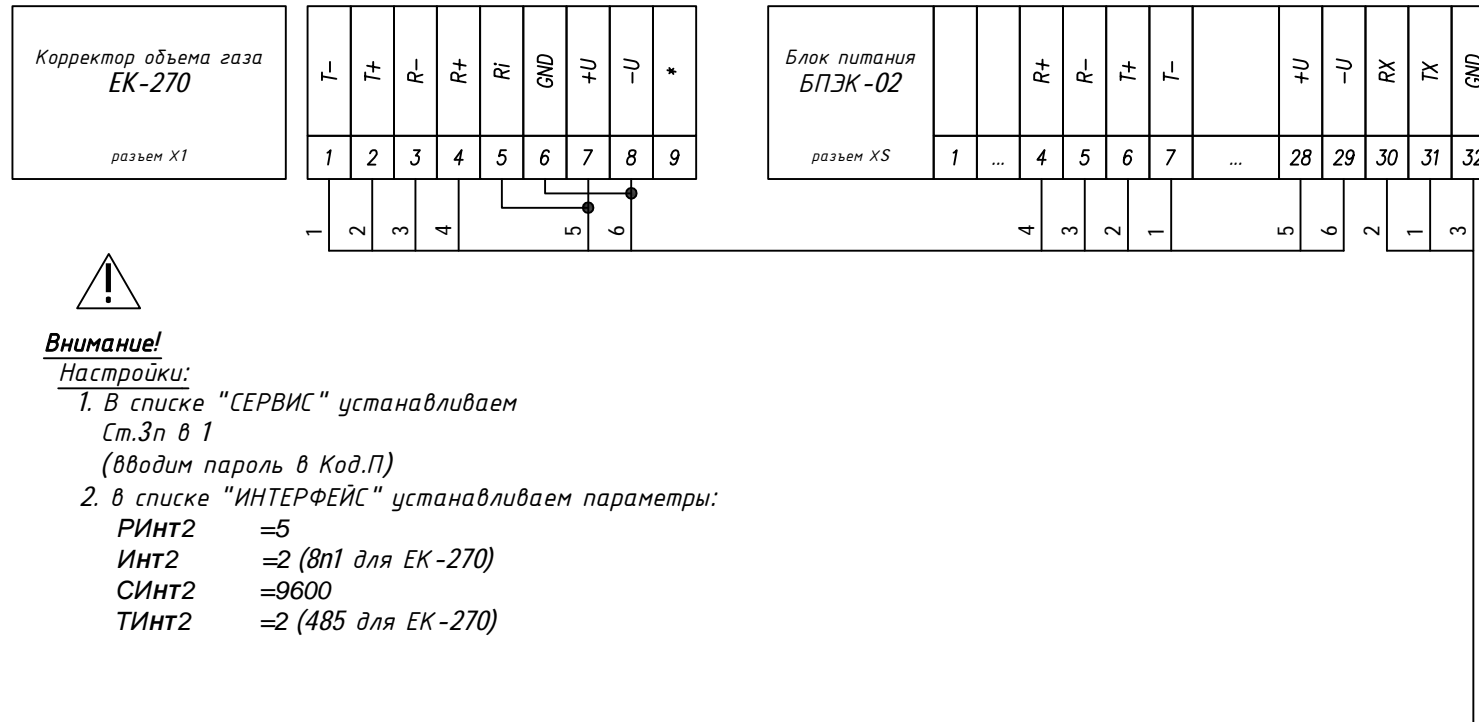 Корректор объема газа
ЕК-270
разъем X1
T- T+ R- R+ Ri GND +U -U *
1 2 3 4 5 6 7 8 9
1 2 3 4 5 6
Блок питания
БПЭК-02
разъем XS
R+ R- T+ T- +U -U RX TX GND
1 ... 4 5 6 7 ... 28 29 30 31 32
4 3 2 1 5 6 2 1 3
Внимание!
Настройки:
1. В списке "СЕРВИС" устанавливаем
Ст.Зп в 1
(вводим пароль в Код.П)
2. в списке "ИНТЕРФЕЙС" устанавливаем параметры:
РИнт2 =5
Инт2 =2 (8n1 для ЕК-270)
СИнт2 =9600
ТИнт2 =2 (485 для ЕК-270)